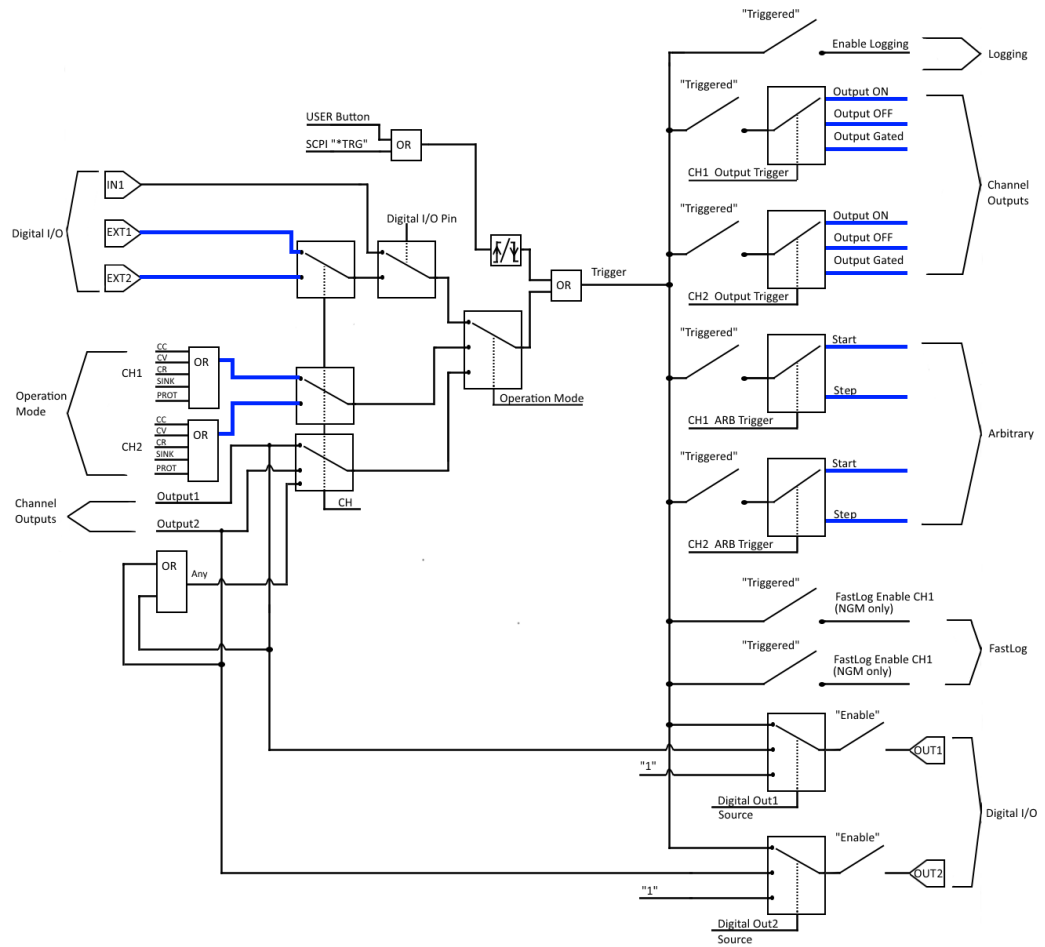 "Triggered"
Enable Logging
Logging
"Triggered"
Output ON
Output OFF
Output Gated
CH1 Output Trigger
Channel
Outputs
USER Button
SCPI "*TRG"
OR
IN1
Digital I/O
EXT1
EXT2
Digital I/O Pin
Trigger
OR
"Triggered"
Output ON
Output OFF
Output Gated
CH2 Output Trigger
"Triggered"
Start
Step
CH1 ARB Trigger
Arbitrary
Operation
Mode
CH1
CC
CV
CR
SINK
PROT
OR
CH2
CC
CV
CR
SINK
PROT
OR
Operation Mode
"Triggered"
Start
Step
CH2 ARB Trigger
Channel
Outputs
Output1
Output2
CH
OR
Any
"Triggered"
FastLog Enable CH1
(NGM only)
FastLog
"Triggered"
FastLog Enable CH1
(NGM only)
"Enable"
OUT1
"1"
Digital Out1
Source
Digital I/O
"Enable"
OUT2
"1"
Digital Out2
Source